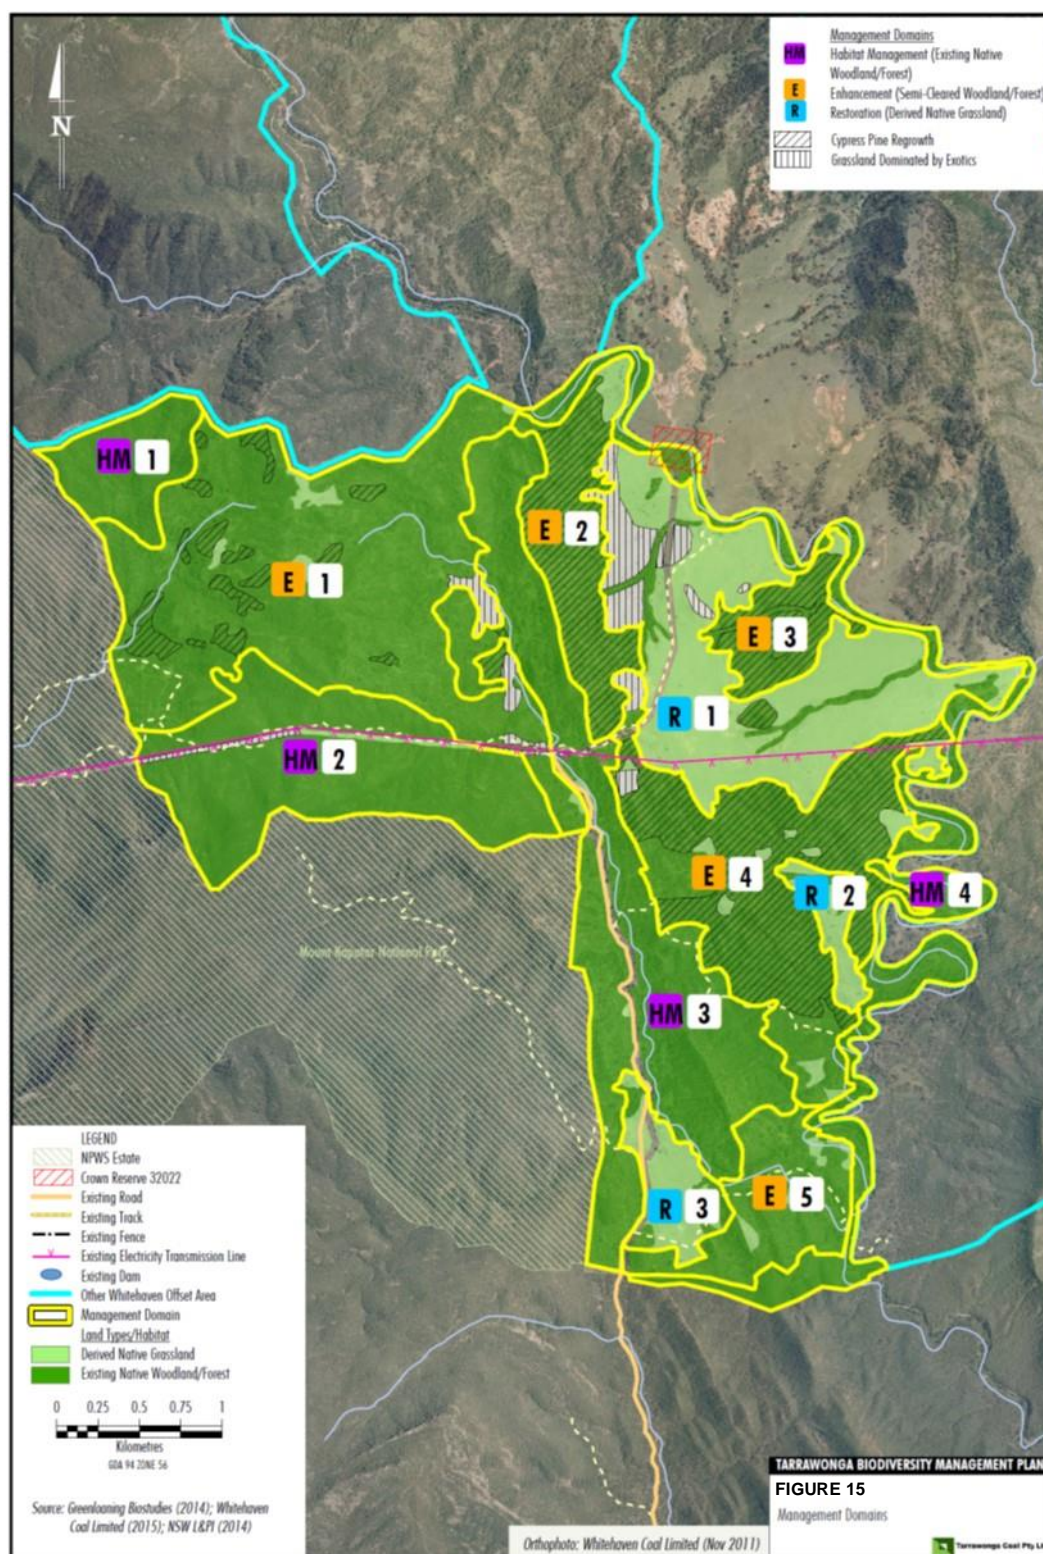 N
Management Domains
HM Habitat Management (Existing Native
Woodland/Forest)
E Enhancement (Semi-Cleared Woodland/Forest)
R Restoration (Derived Native Grassland)
Cypress Pine Regrowth
Grassland Dominated by Exotics
HM 1
E 2
E 1
E 3
R 1
HM 2
E 4
R 2
HM 4
Mount Kaputar National
HM 3
E 5
R 3
LEGEND
NPWS Estate
Crown Reserve 32022
Existing Road
Existing Track
Existing Fence
Existing Electricity Transmission Line
Existing Dam
Other Whitehaven Offset Area
Management Domain
Land Types/Habitat
Derived Native Grassland
Existing Native Woodland/Forest
0 0.25 0.5 0.75 1
Kilometres
GDA 94 ZONE 56
Source: Greenloaning Biostudies (2014); Whitehaven
Coal Limited (2015); NSW L&PI (2014)
Orthophoto: Whitehaven Coal Limited (Nov 2011)
TARRAWONGA BIODIVERSITY MANAGEMENT PLAN
FIGURE 15
Management Domains
Tarrawonga Coal Pty